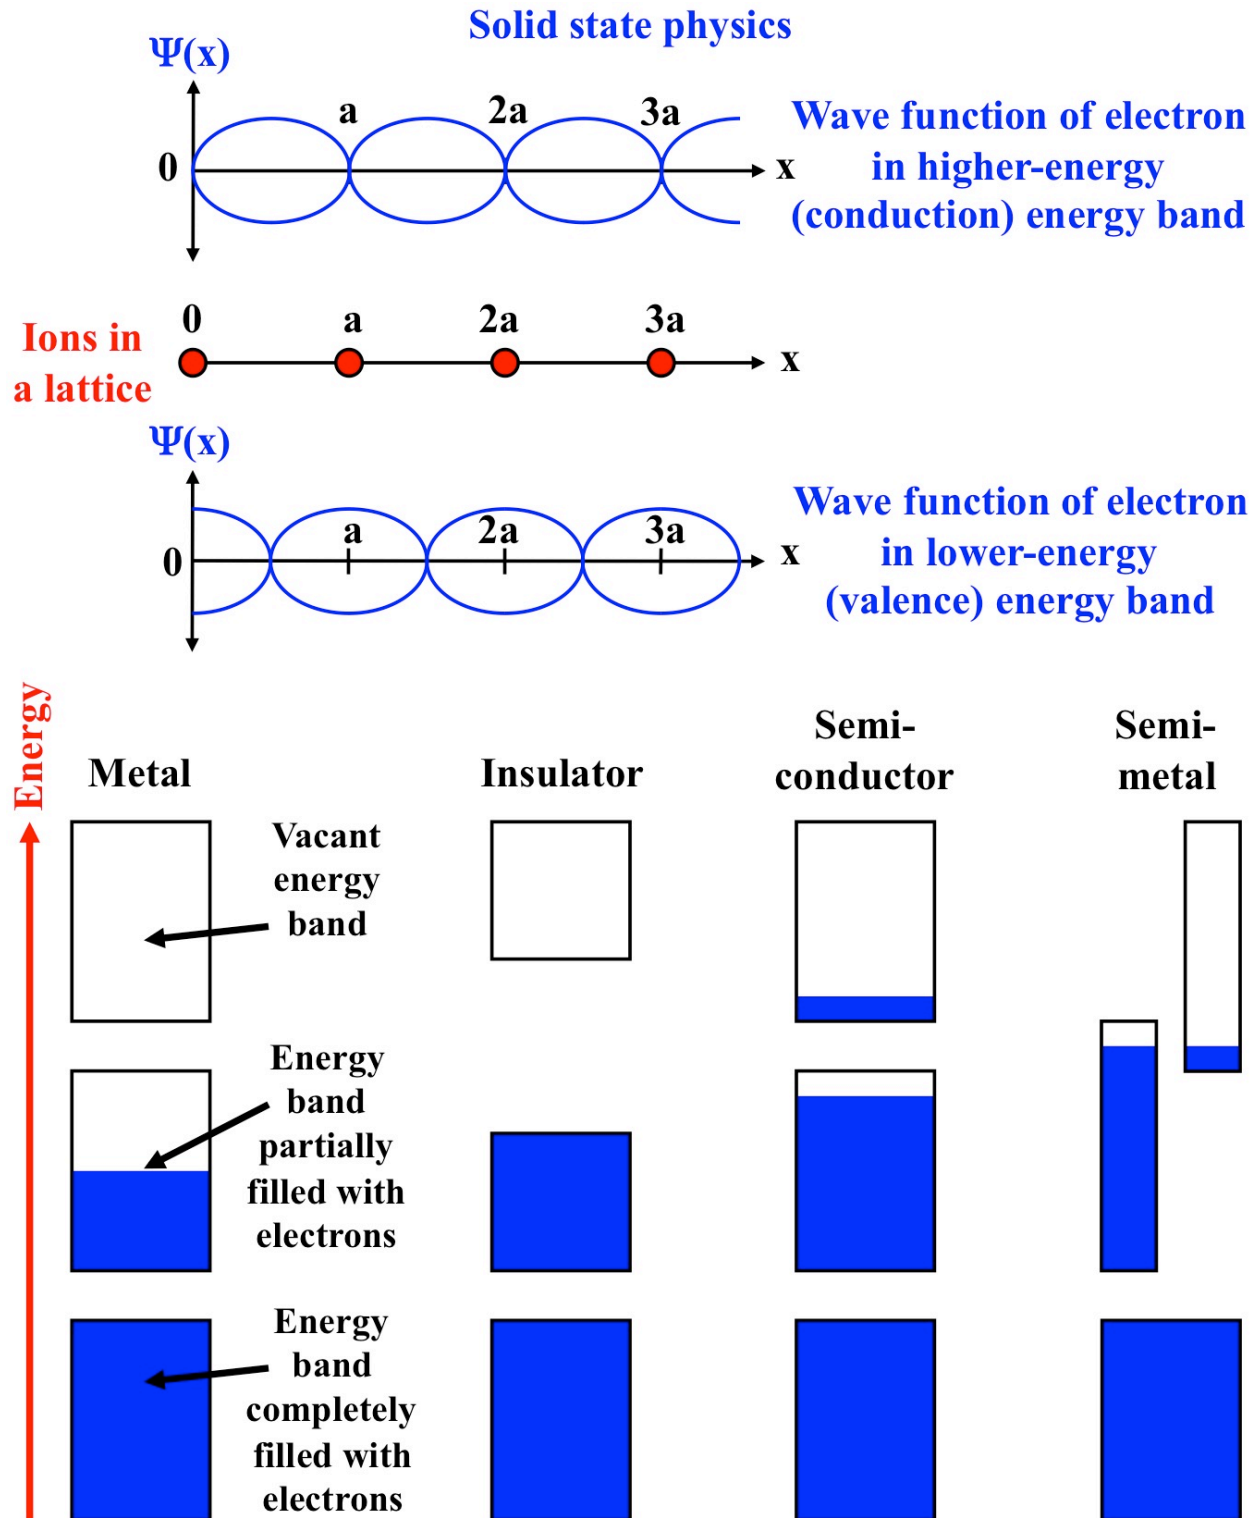 Solid state physics
Ψ(x)
a
2a
3a
0
x
Wave function of electron
in higher-energy
(conduction) energy band
0
a
2a
3a
Ions in
a lattice
x
Ψ(x)
a
2a
3a
0
x
Wave function of electron
in lower-energy
(valence) energy band
Energy
Metal
Insulator
Semi-
conductor
Semi-
metal
Vacant
energy
band
Energy
band
partially
filled with
electrons
Energy
band
completely
filled with
electrons